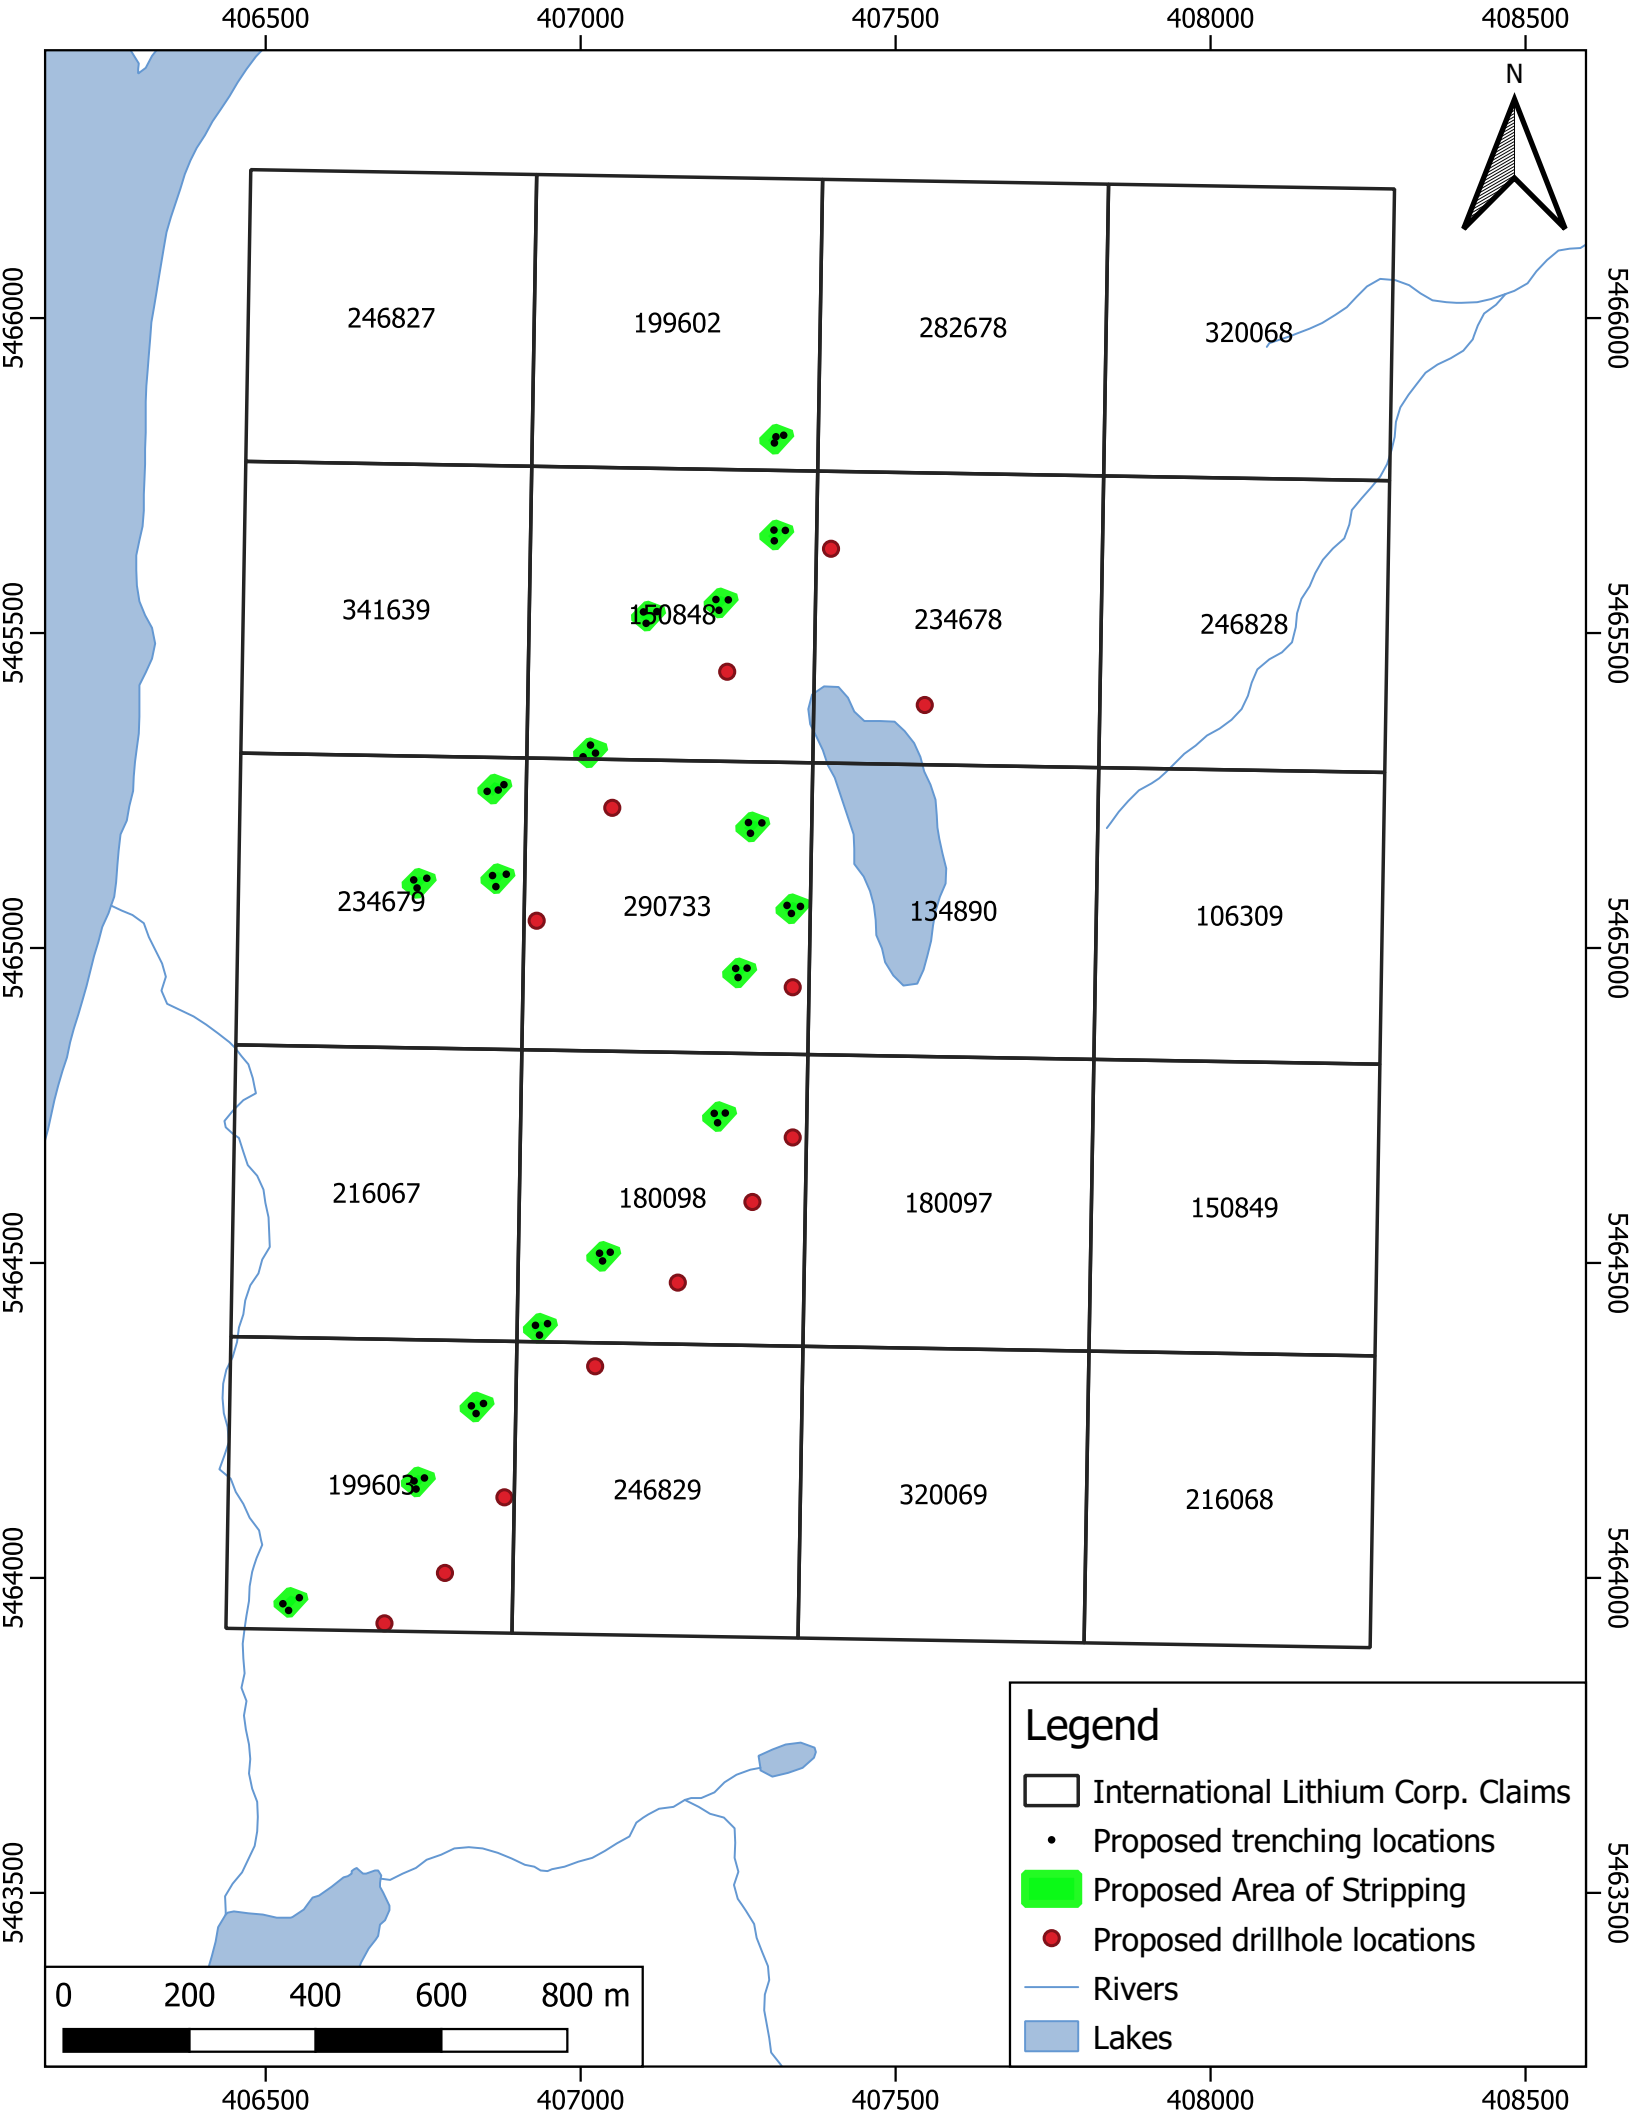 406500 407000 407500 408000 408500
N
5466000
5466000
246827 199602 282678 320068
5465500
5465500
341639 150848 234678 246828
5465000
5465000
234679 290733 134890 106309
5464500
5464500
216067 180098 180097 150849
5464000
5464000
199603 246829 320069 216068
Legend
International Lithium Corp. Claims
Proposed trenching locations
Proposed Area of Stripping
Proposed drillhole locations
Rivers
Lakes
5463500
5463500
0 200 400 600 800 m
406500 407000 407500 408000 408500